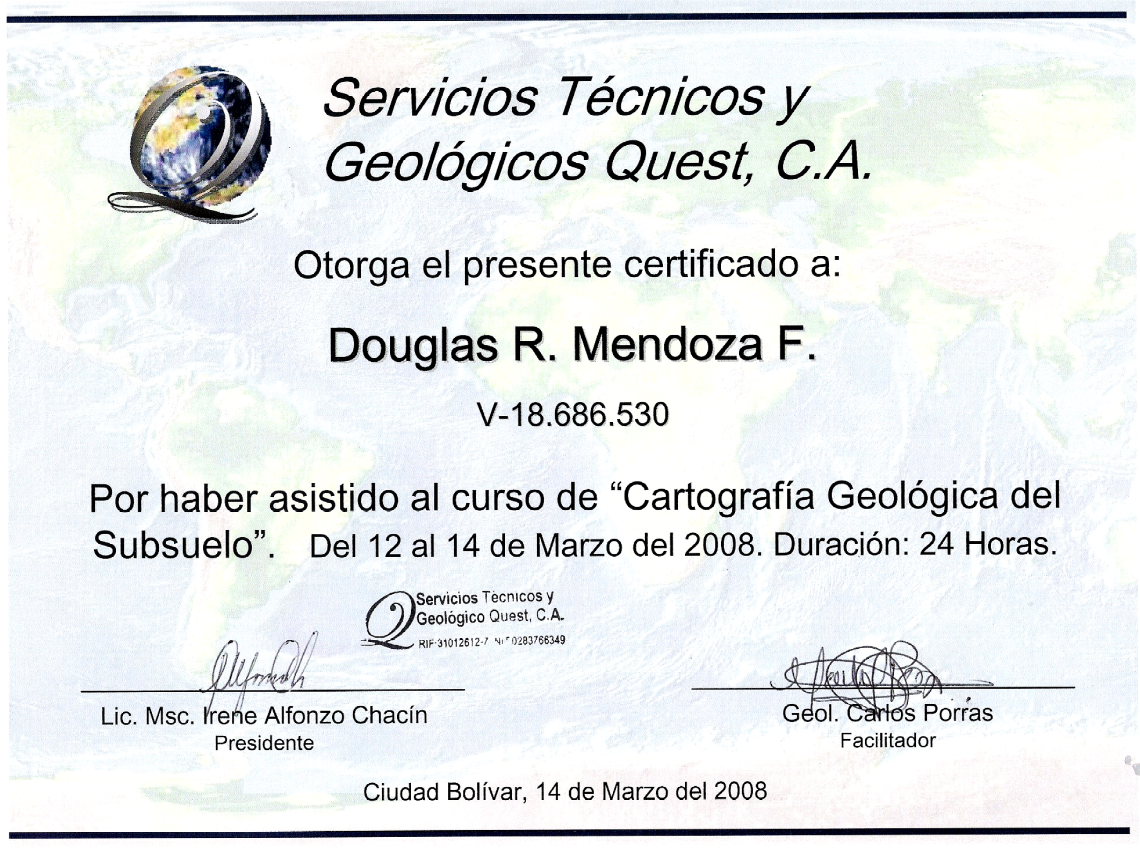 Servicios Técnicos y
Geológicos Quest, C.A.
Otorga el presente certificado a:
Douglas R. Mendoza F.
V-18.686.530
Por haber asistido al curso de “Cartografía Geológica del
Subsuelo”. Del 12 al 14 de Marzo del 2008. Duración: 24 Horas.
Servicios Tècnicos y
Geológico Quest, C.A.
RIF-31012612-7 0283766349
Lic. Msc. Irene Alfonzo Chacín
Presidente
Geol. Carlos Porras
Facilitador
Ciudad Bolívar, 14 de Marzo del 2008